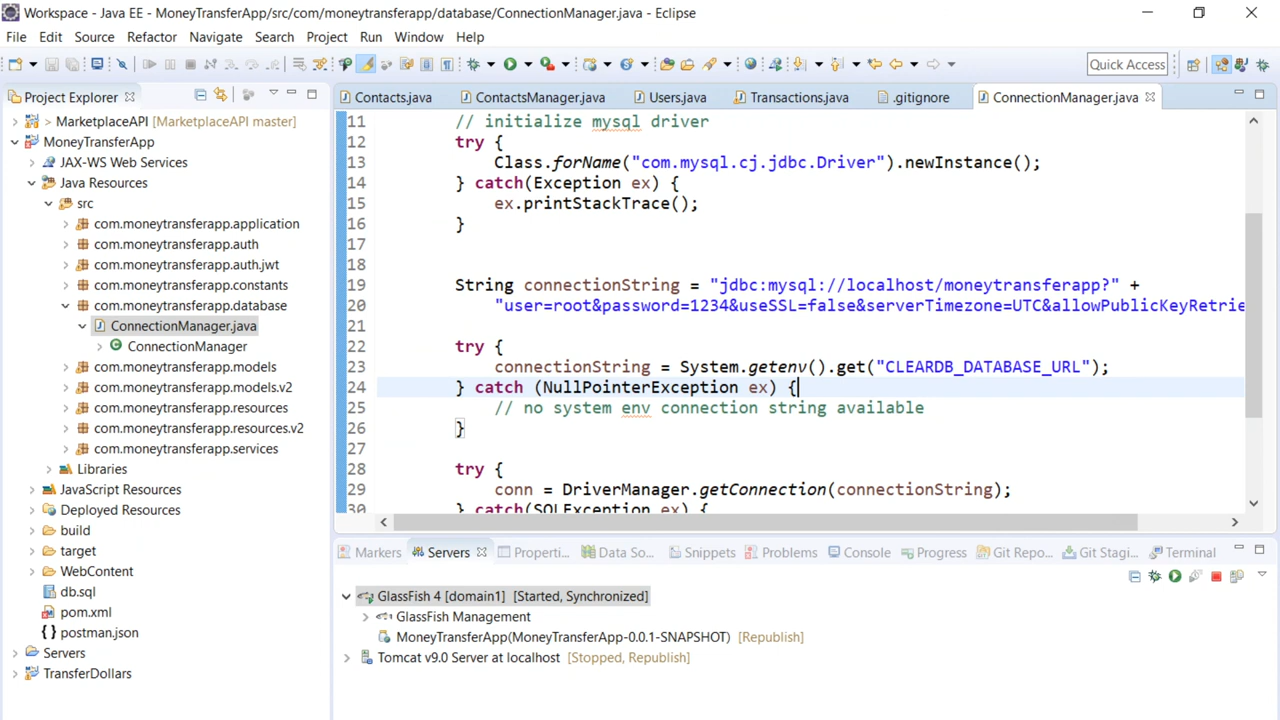 Workspace - Java EE - MoneyTransferApp/src/com/moneytransferapp/database/ConnectionManager.java - Eclipse
File Edit Source Refactor Navigate Search Project Run Window Help
Quick Access
Project Explorer
Contacts.java ContactsManager.java Users.java Transactions.java .gitignore ConnectionManager.java
> MarketplaceAPI [MarketplaceAPI master]
MoneyTransferApp
JAX-WS Web Services
Java Resources
src
com.moneytransferapp.application
com.moneytransferapp.auth
com.moneytransferapp.auth.jwt
com.moneytransferapp.constants
com.moneytransferapp.database
ConnectionManager.java
ConnectionManager
com.moneytransferapp.models
com.moneytransferapp.models.v2
com.moneytransferapp.resources
com.moneytransferapp.resources.v2
com.moneytransferapp.services
Libraries
JavaScript Resources
Deployed Resources
build
target
WebContent
db.sql
pom.xml
postman.json
Servers
TransferDollars
11 // initialize mysql driver
12 try {
13 Class.forName("com.mysql.cj.jdbc.Driver").newInstance();
14 } catch(Exception ex) {
15 ex.printStackTrace();
16 }
17
18
19 String connectionString = "jdbc:mysql://localhost/moneytransferapp?" +
20 "user=root&password=1234&useSSL=false&serverTimezone=UTC&allowPublicKeyRetrie
21
22 try {
23 connectionString = System.getenv().get("CLEARDB_DATABASE_URL");
24 } catch (NullPointerException ex) {
25 // no system env connection string available
26 }
27
28 try {
29 conn = DriverManager.getConnection(connectionString);
30 } catch(SQLException ex) {
Markers Servers Properti... Data So... Snippets Problems Console Progress Git Repo... Git Stagi... Terminal
GlassFish 4 [domain1] [Started, Synchronized]
GlassFish Management
MoneyTransferApp(MoneyTransferApp-0.0.1-SNAPSHOT) [Republish]
Tomcat v9.0 Server at localhost [Stopped, Republish]